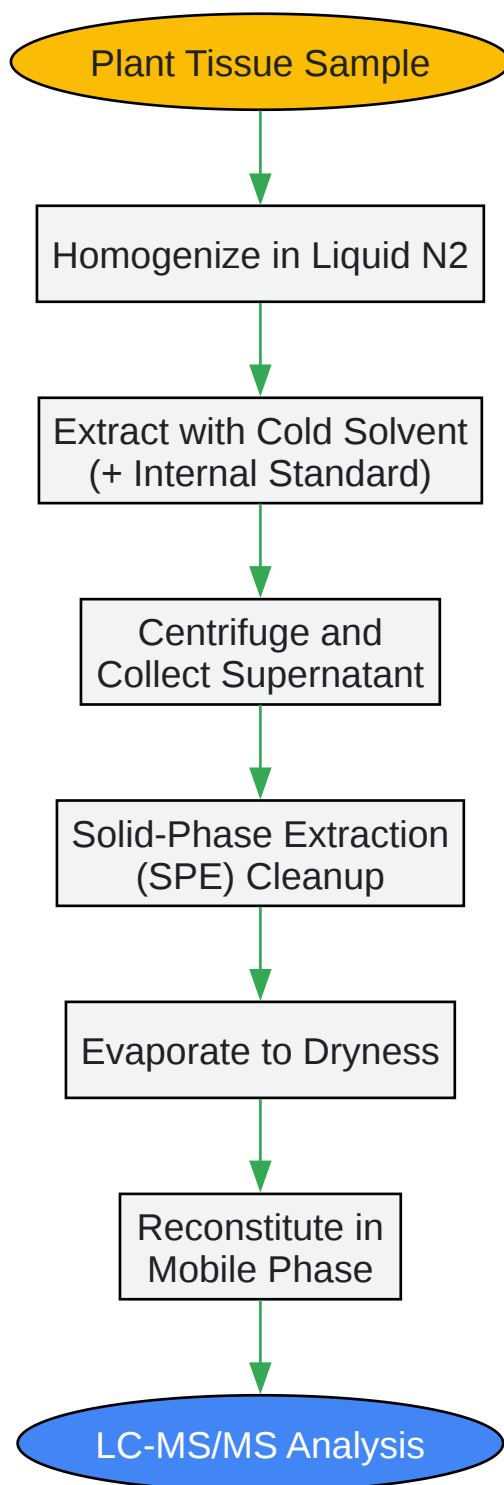 Plant Tissue Sample
Homogenize in Liquid N2
Extract with Cold Solvent
(+ Internal Standard)
Centrifuge and
Collect Supernatant
Solid-Phase Extraction
(SPE) Cleanup
Evaporate to Dryness
Reconstitute in
Mobile Phase
LC-MS/MS Analysis